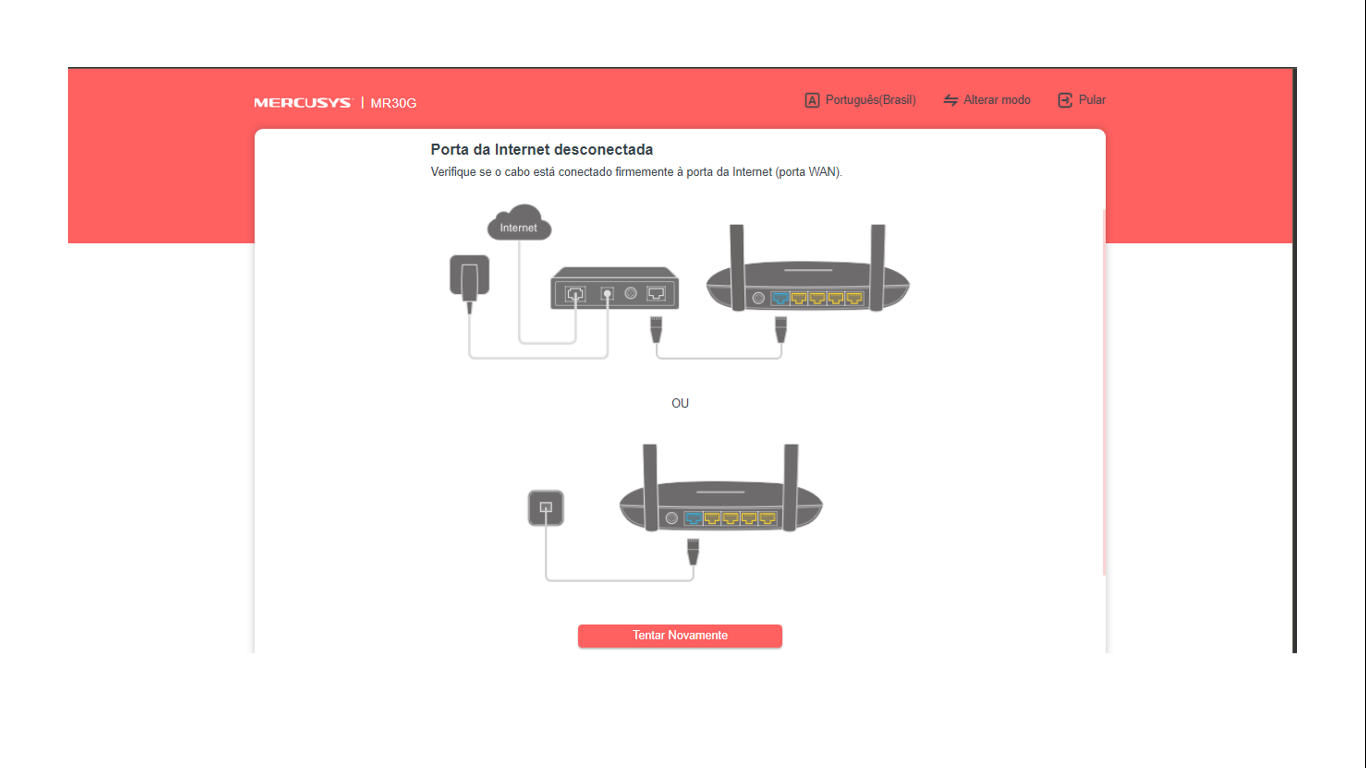 MERCUSYS | MR30G
Português(Brasil)
Alterar modo
Pular
Porta da Internet desconectada
Verifique se o cabo está conectado firmemente à porta da Internet (porta WAN).
Internet
OU
Tentar Novamente